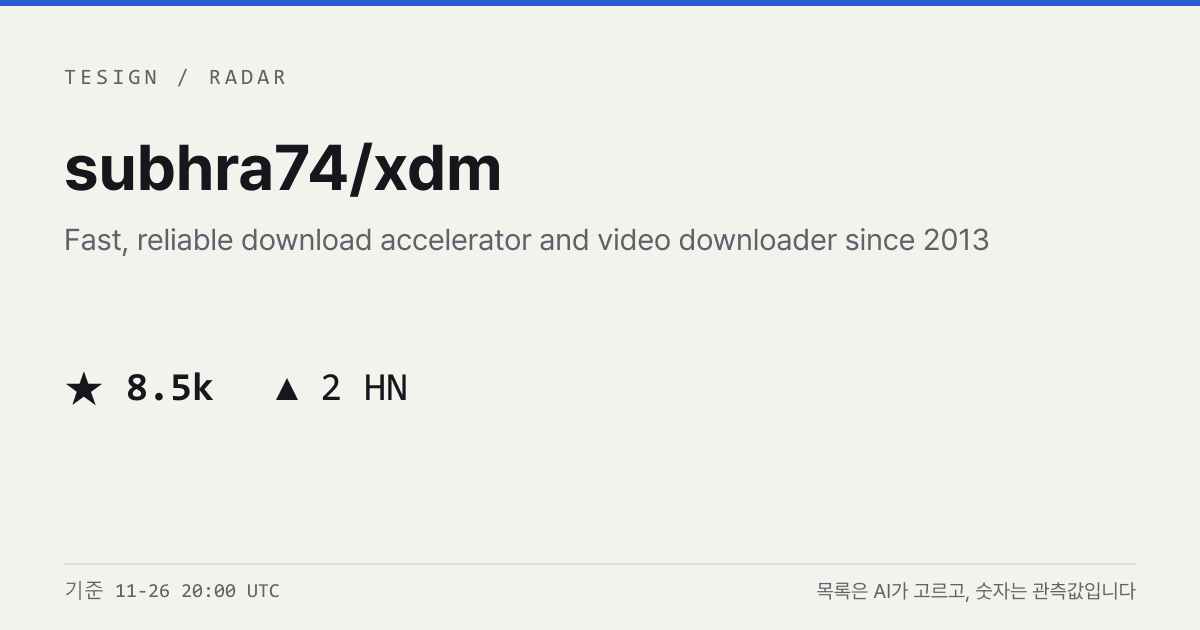 TESIGN / RADAR
subhra74/xdm
Fast, reliable download accelerator and video downloader since 2013
★ 8.5k ▲ 2 HN
기준 11-26 20:00 UTC
목록은 AI가 고르고, 숫자는 관측값입니다